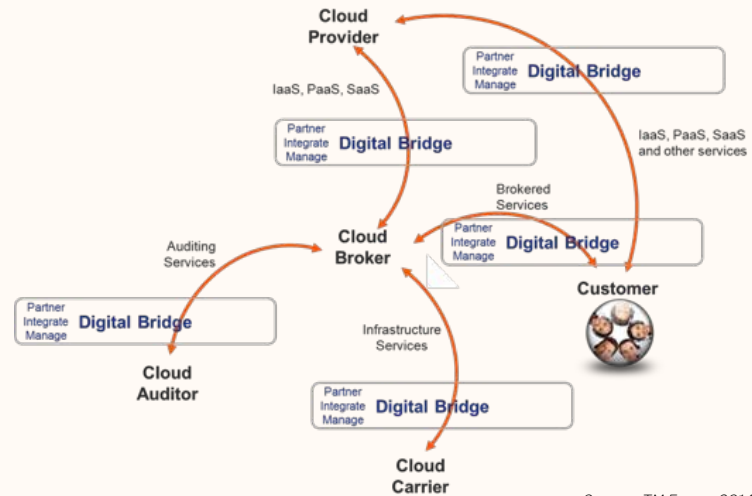 Cloud
Provider
Partner
Integrate
Manage
Digital Bridge
IaaS, PaaS, SaaS
Partner
Integrate
Manage
Digital Bridge
IaaS, PaaS, SaaS
and other services
Brokered
Services
Partner
Integrate
Manage
Digital Bridge
Cloud
Broker
Auditing
Services
Customer
Partner
Integrate
Manage
Digital Bridge
Infrastructure
Services
Cloud
Auditor
Partner
Integrate
Manage
Digital Bridge
Cloud
Carrier